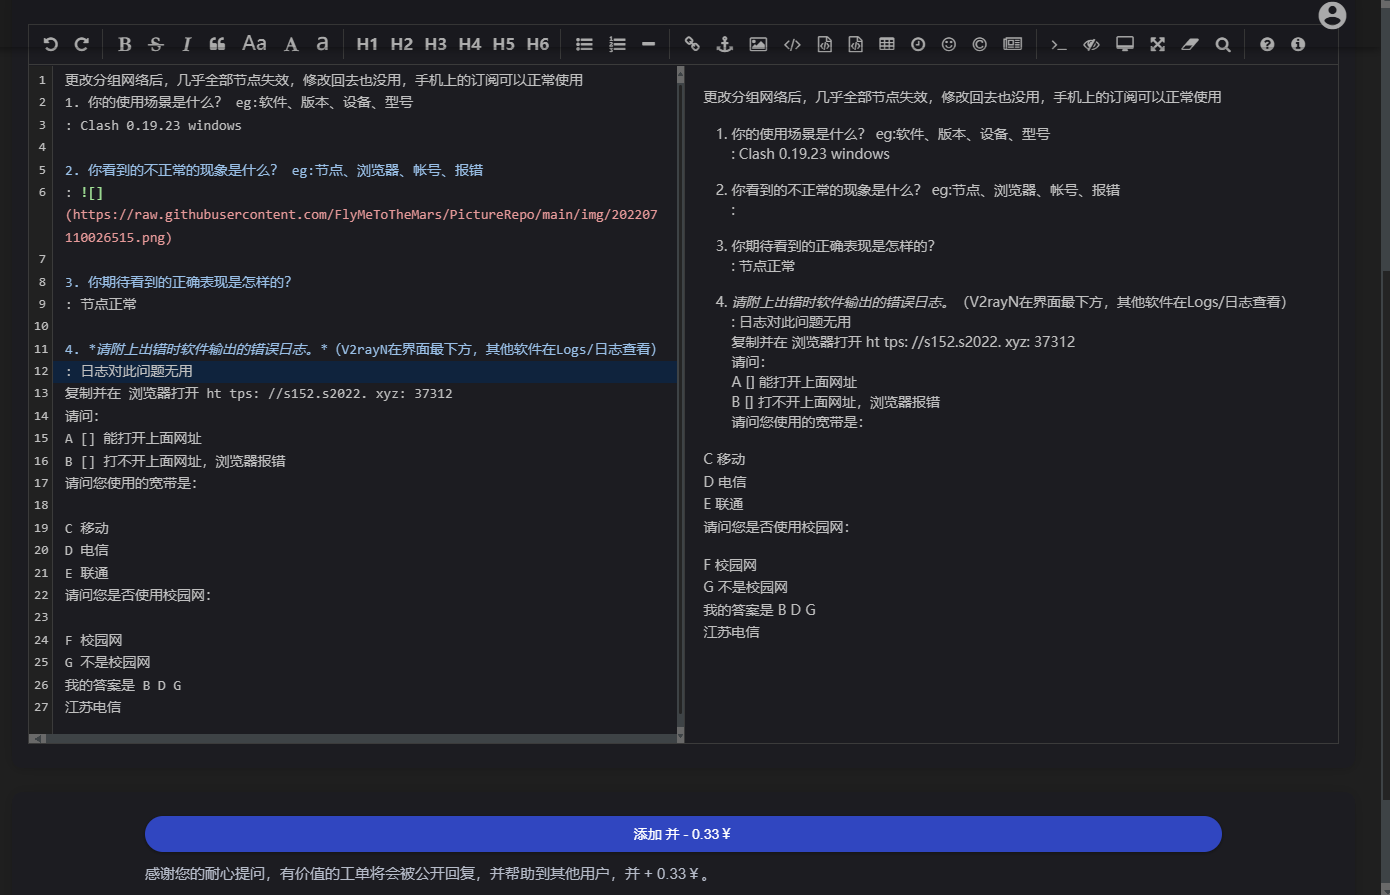 B S I Aa A a H1 H2 H3 H4 H5 H6
1 更改分组网络后，几乎全部节点失效，修改回去也没用，手机上的订阅可以正常使用
2 1. 你的使用场景是什么？ eg:软件、版本、设备、型号
3 : Clash 0.19.23 windows
4
5 2. 你看到的不正常的现象是什么？ eg:节点、浏览器、帐号、报错
6 : ![]
(https://raw.githubusercontent.com/FlyMeToTheMars/PictureRepo/main/img/202207
110026515.png)
7
8 3. 你期待看到的正确表现是怎样的？
9 : 节点正常
10
11 4. *请附上出错时软件输出的错误日志。*（V2rayN在界面最下方，其他软件在Logs/日志查看）
12 : 日志对此问题无用
13 复制并在 浏览器打开 ht tps: //s152.s2022. xyz: 37312
14 请问：
15 A [] 能打开上面网址
16 B [] 打不开上面网址，浏览器报错
17 请问您使用的宽带是：
18
19 C 移动
20 D 电信
21 E 联通
22 请问您是否使用校园网：
23
24 F 校园网
25 G 不是校园网
26 我的答案是 B D G
27 江苏电信
更改分组网络后，几乎全部节点失效，修改回去也没用，手机上的订阅可以正常使用
1. 你的使用场景是什么？ eg:软件、版本、设备、型号
: Clash 0.19.23 windows
2. 你看到的不正常的现象是什么？ eg:节点、浏览器、帐号、报错
:
3. 你期待看到的正确表现是怎样的？
: 节点正常
4. 请附上出错时软件输出的错误日志。（V2rayN在界面最下方，其他软件在Logs/日志查看）
: 日志对此问题无用
复制并在 浏览器打开 ht tps: //s152.s2022. xyz: 37312
请问：
A [] 能打开上面网址
B [] 打不开上面网址，浏览器报错
请问您使用的宽带是：
C 移动
D 电信
E 联通
请问您是否使用校园网：
F 校园网
G 不是校园网
我的答案是 B D G
江苏电信
添加 并 - 0.33￥
感谢您的耐心提问，有价值的工单将会被公开回复，并帮助到其他用户，并 + 0.33￥。